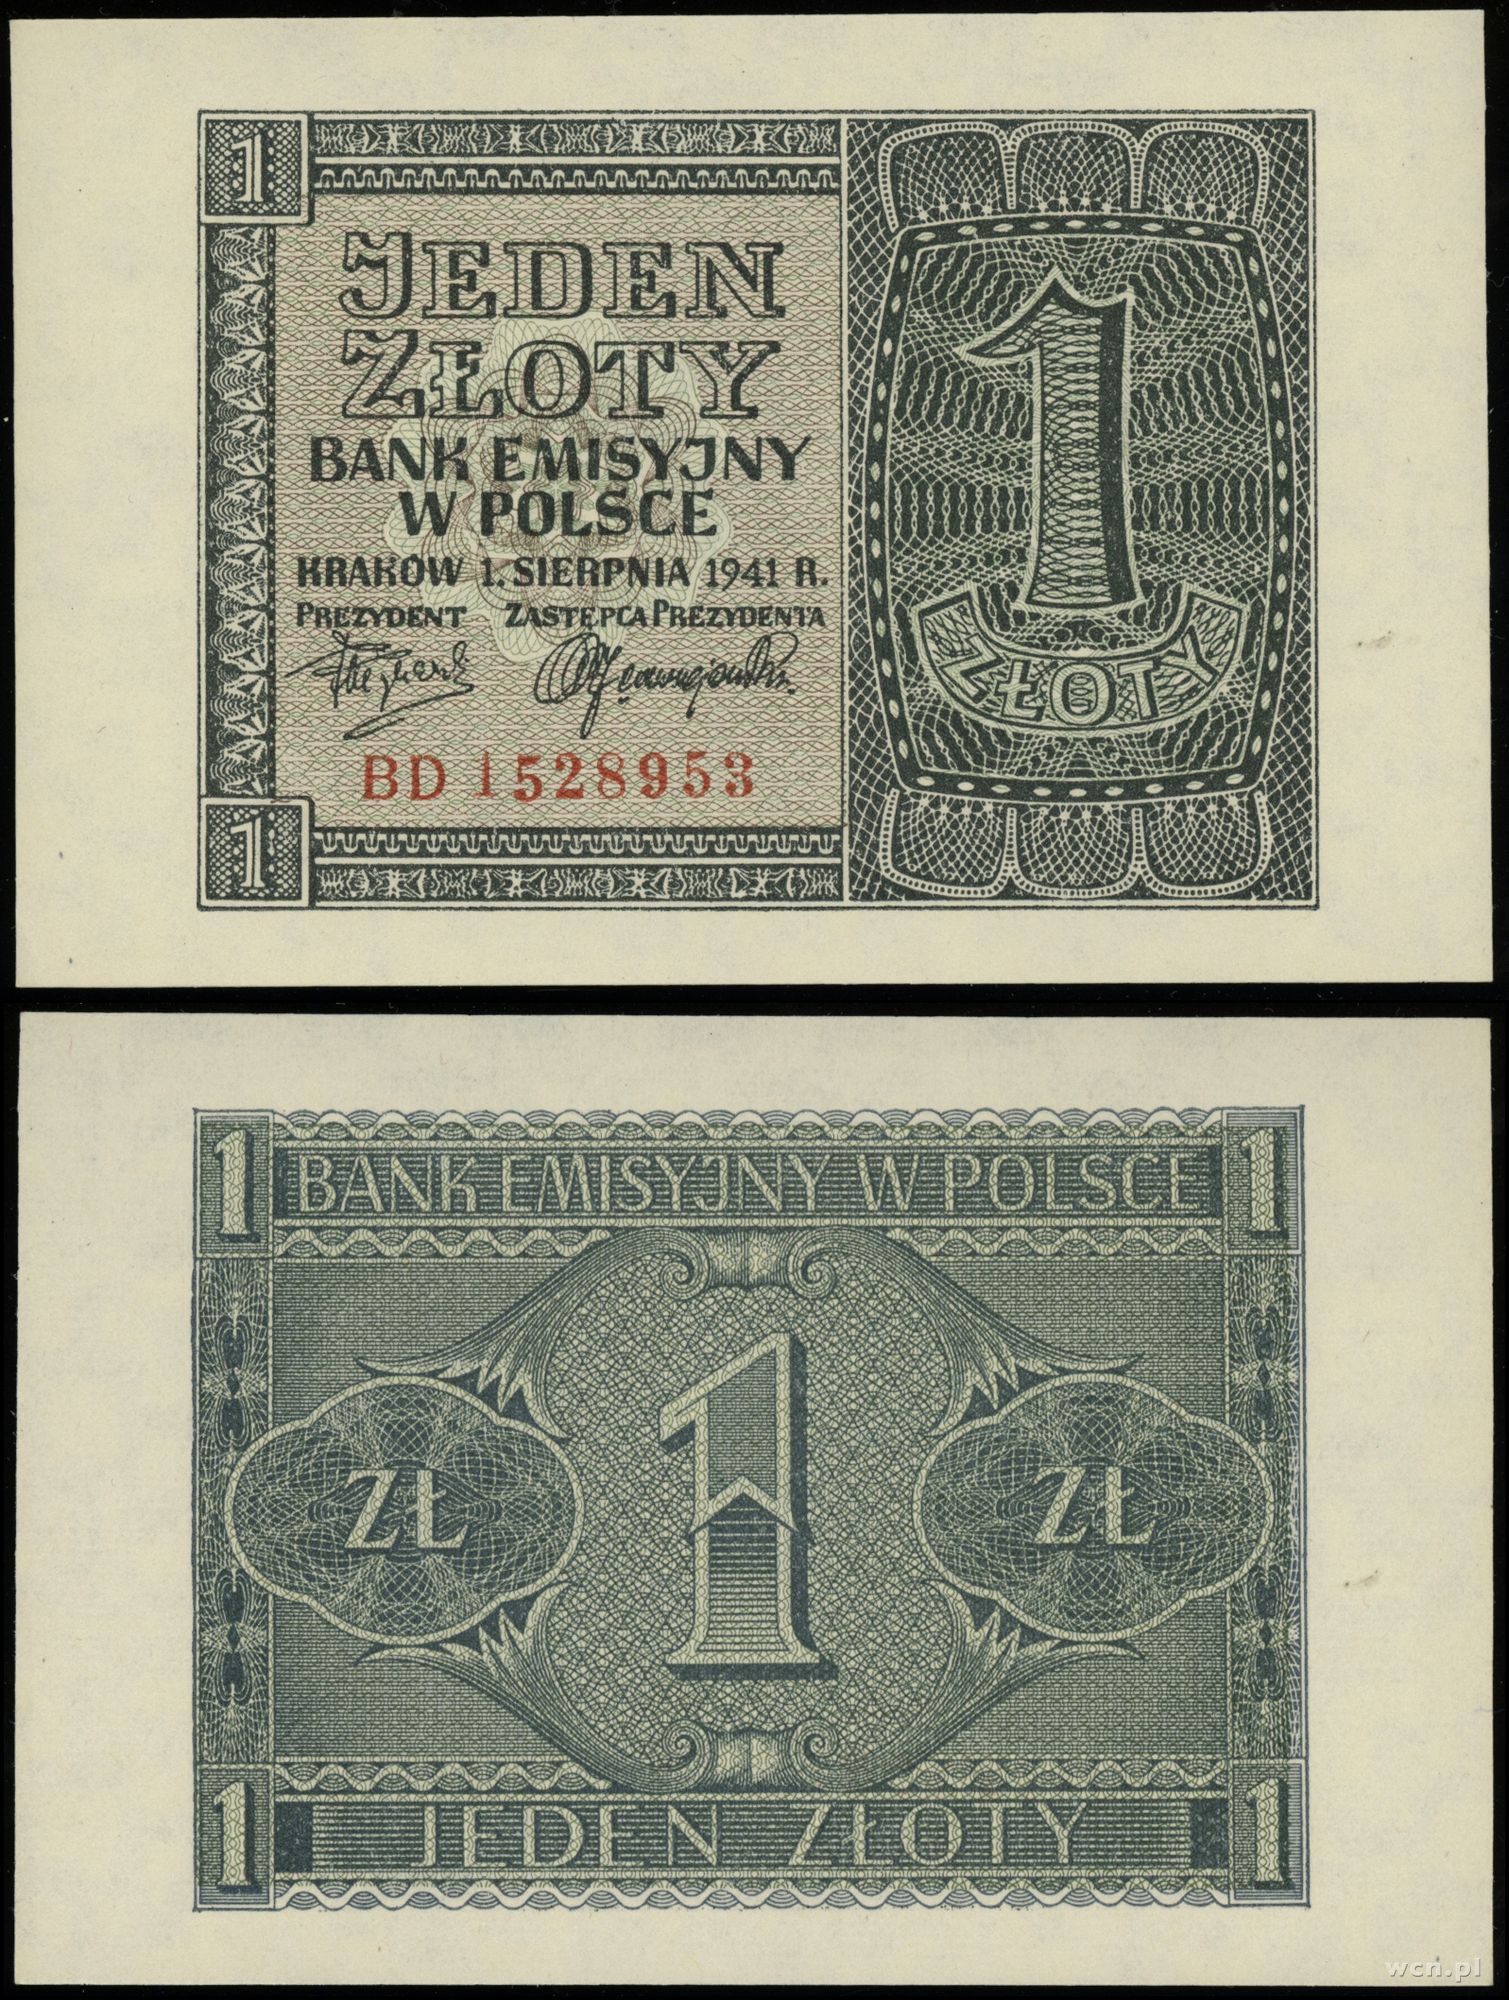 1
JEDEN
ZŁOTY
BANK EMISYJNY
W POLSCE
KRAKÓW 1. SIERPNIA 1941 R.
PREZYDENT ZASTĘPCA PREZYDENTA
BD 1528953
1
1
ZŁOTY
1 BANK EMISYJNY W POLSCE 1
ZŁ 1 ZŁ
1 JEDEN ZŁOTY 1
wcn.pl